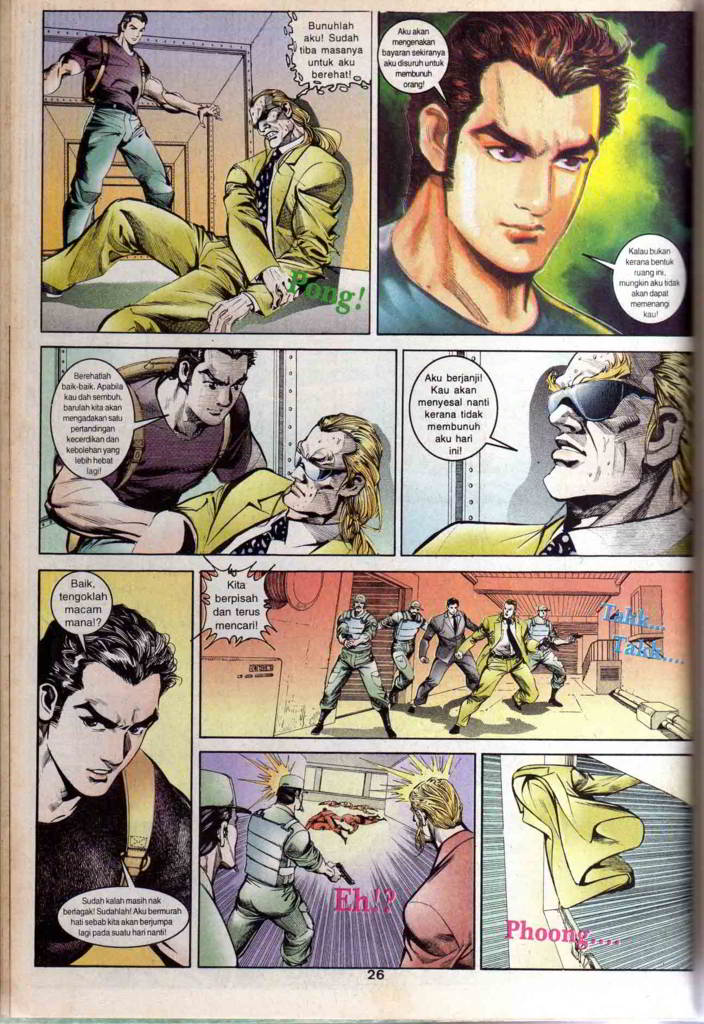 Bunuhlah
aku! Sudah
tiba masanya
untuk aku
berehat!
Pong!
Aku akan
mengenakan
bayaran sekiranya
aku disuruh untuk
membunuh
orang!
Kalau bukan
kerana bentuk
ruang ini,
mungkin aku tidak
akan dapat
memenangi
kau!
Berehatlah
baik-baik. Apabila
kau dah sembuh,
barulah kita akan
mengadakan satu
pertandingan
kecerdikan dan
kebolehan yang
lebih hebat
lagi!
Aku berjanji!
Kau akan
menyesal nanti
kerana tidak
membunuh
aku hari
ini!
Baik,
tengoklah
macam
mana!?
Sudah kalah masih nak
berlagak! Sudahlah! Aku bermurah
hati sebab kita akan berjumpa
lagi pada suatu hari nanti!
Kita
berpisah
dan terus
mencari!
Takk...
Takk....
Eh!?
Phoong....
26